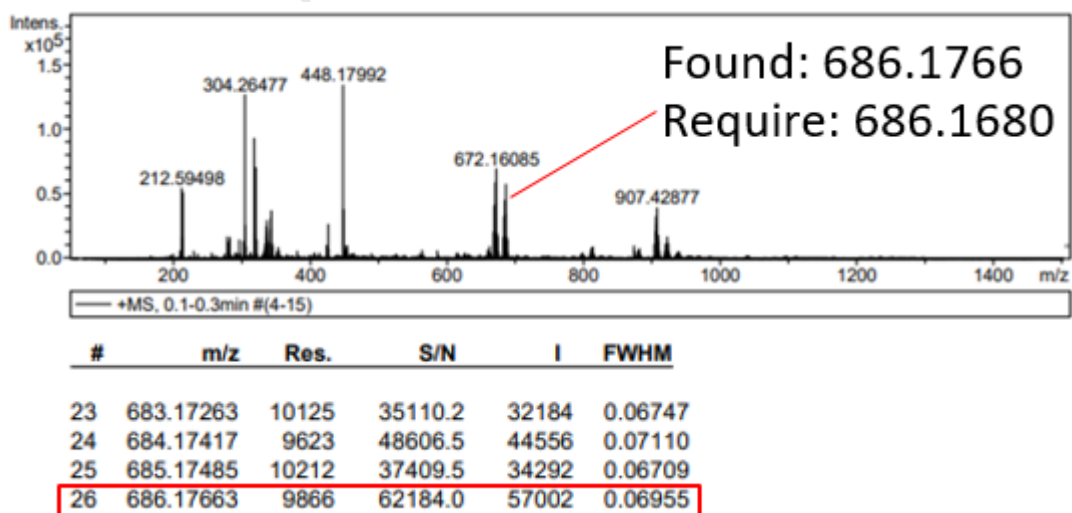 Intens.
x10⁵
1.5
1.0
0.5
0.0
212.59498
304.26477
448.17992
672.16085
907.42877
Found: 686.1766
Require: 686.1680
200 400 600 800 1000 1200 1400 m/z
+MS, 0.1-0.3min #(4-15)
# m/z Res. S/N I FWHM
23 683.17263 10125 35110.2 32184 0.06747
24 684.17417 9623 48606.5 44556 0.07110
25 685.17485 10212 37409.5 34292 0.06709
26 686.17663 9866 62184.0 57002 0.06955